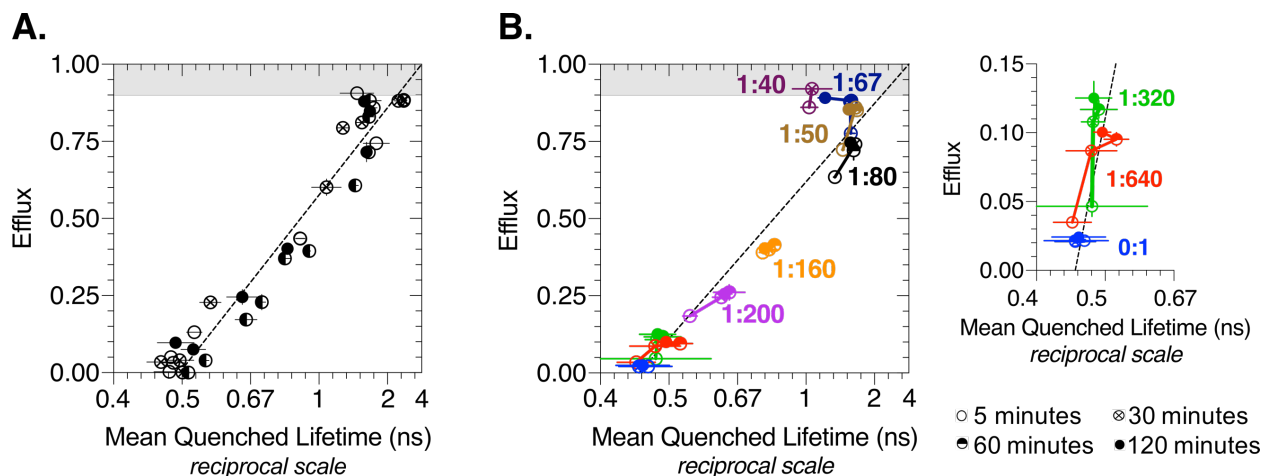 A.
1.00
0.75
0.50
0.25
0.00
Efflux
0.4
0.5
0.67
1
2
4
Mean Quenched Lifetime (ns)
reciprocal scale
B.
1.00
0.75
0.50
0.25
0.00
Efflux
1:40
1:67
1:50
1:80
1:160
1:200
0.4
0.5
0.67
1
2
4
Mean Quenched Lifetime (ns)
reciprocal scale
0.15
0.10
0.05
0.00
Efflux
1:320
1:640
0:1
0.4
0.5
0.67
Mean Quenched Lifetime (ns)
reciprocal scale
5 minutes
30 minutes
60 minutes
120 minutes